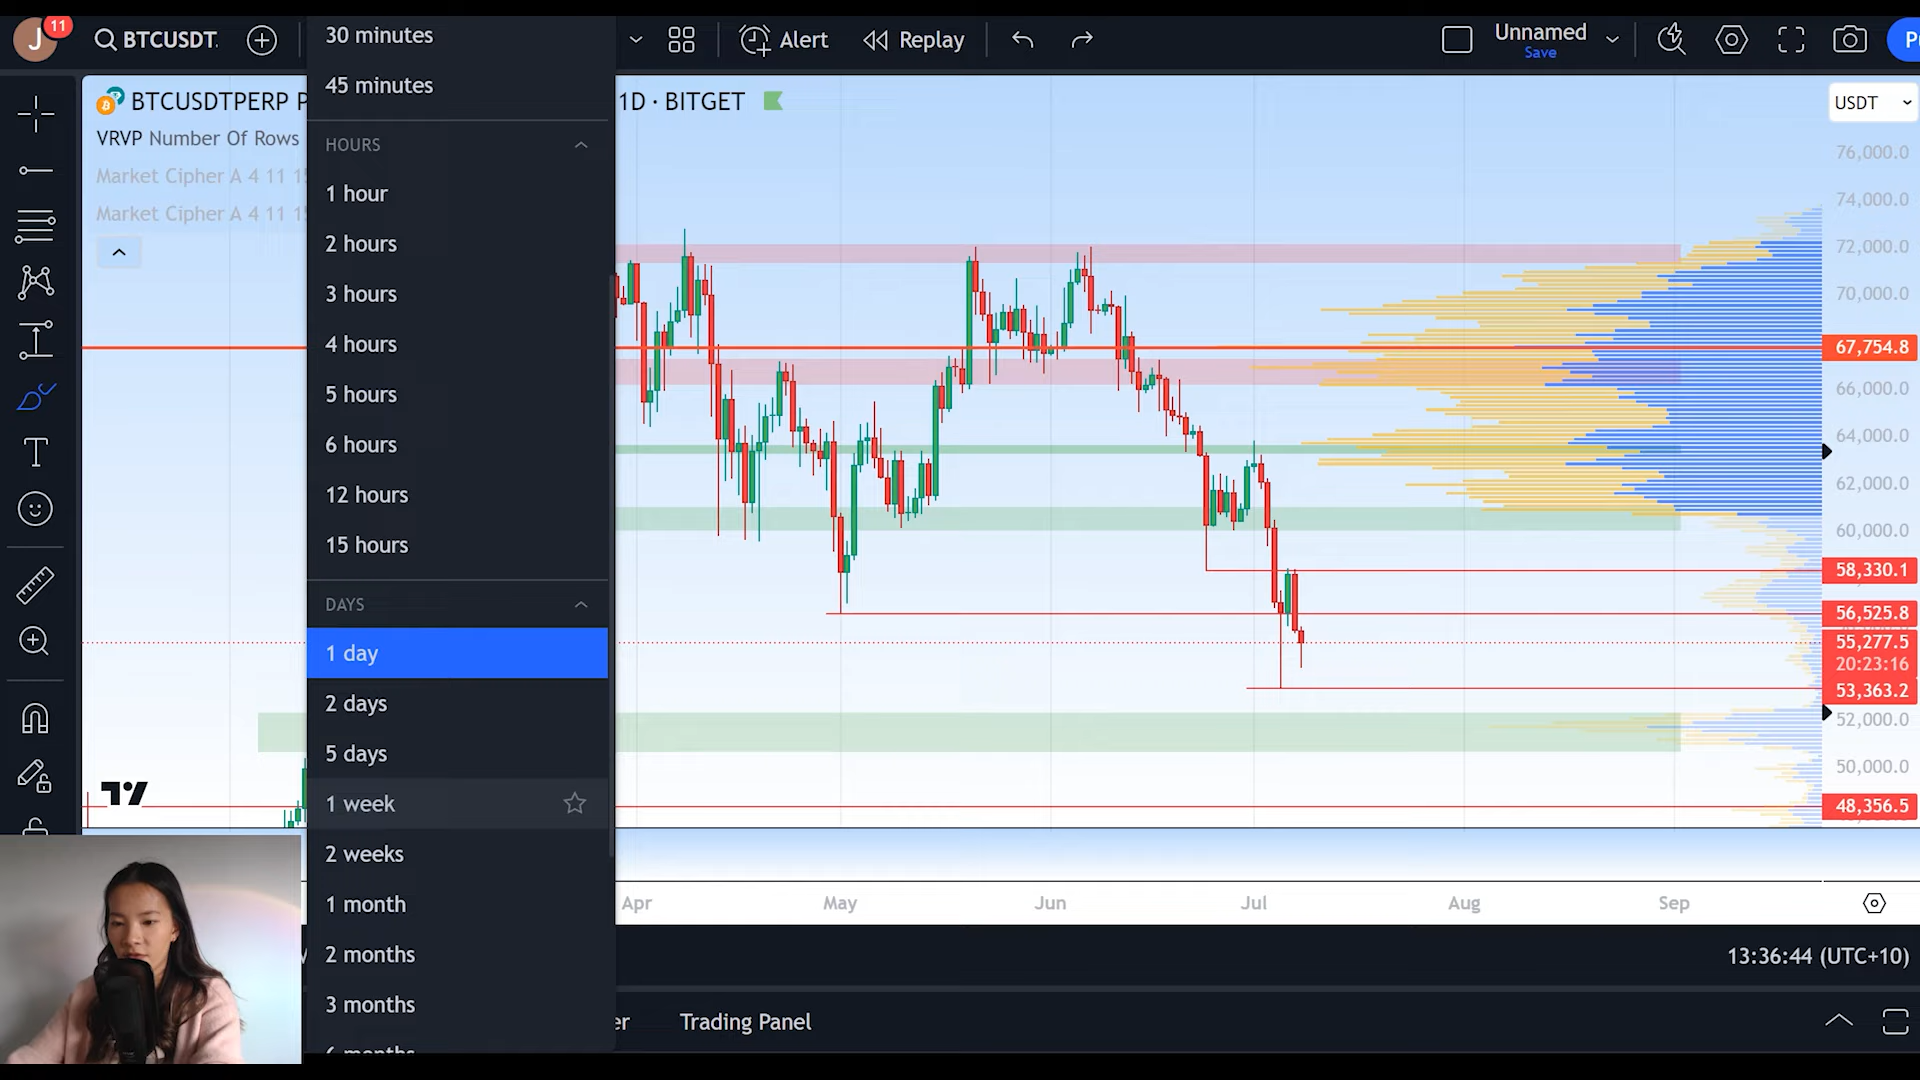 J
11
BTCUSDT.
30 minutes
Alert
Replay
Unnamed
Save
45 minutes
BTCUSDTPERP P
1D · BITGET
USDT
VRVP Number Of Rows
HOURS
76,000.0
Market Cipher A 4 11 15
1 hour
74,000.0
Market Cipher A 4 11 15
2 hours
72,000.0
3 hours
70,000.0
4 hours
67,754.8
5 hours
66,000.0
6 hours
64,000.0
12 hours
62,000.0
15 hours
60,000.0
58,330.1
DAYS
56,525.8
1 day
55,277.5
20:23:16
53,363.2
2 days
52,000.0
5 days
50,000.0
1 week
48,356.5
2 weeks
1 month
Apr
May
Jun
Jul
Aug
Sep
2 months
13:36:44 (UTC+10)
3 months
er
Trading Panel
6 months